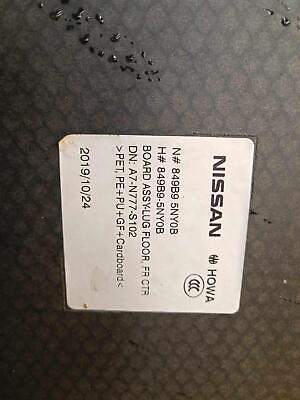 NISSAN
HOWA
CCC
N# 849B9 5NY0B
H# 849B9-5NY0B
BOARD ASSY-LUG FLOOR, FR CTR
DN: A7-N777-S102
>PET, PE+PU+GF+Cardboard<
2019/10/24